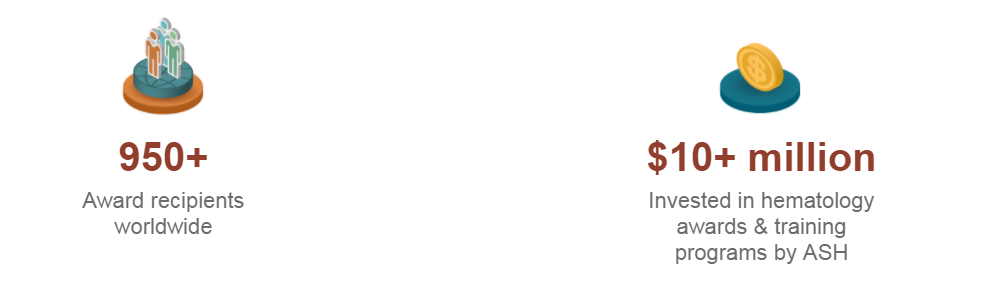 950+
Award recipients
worldwide
$10+ million
Invested in hematology
awards & training
programs by ASH